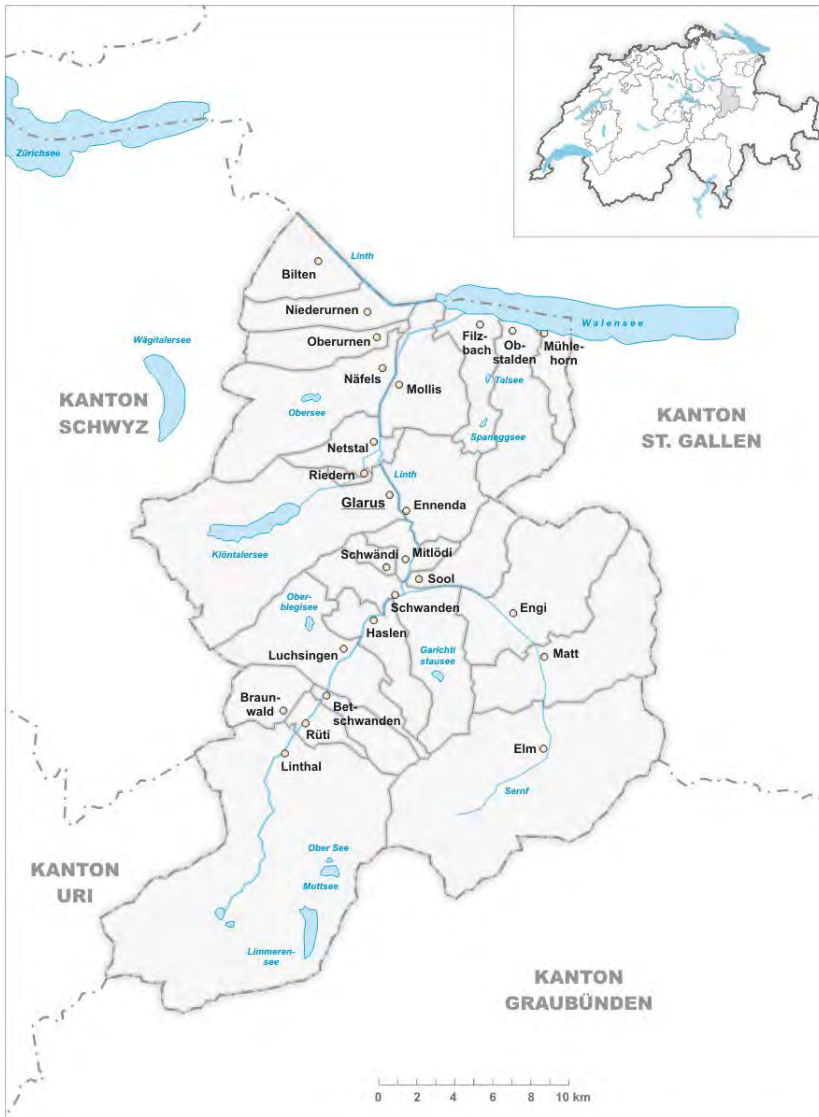 Zürichsee
Linth
Bilten
Niederurnen
Walensee
Wägitalersee
Oberurnen
Filz-
bach
Ob-
stalden
Mühle-
horn
Näfels
Mollis
Talsee
KANTON
SCHWYZ
Obersee
KANTON
ST. GALLEN
Spaneggsee
Netstal
Riedern
Linth
Glarus
Ennenda
Klöntalersee
Schwändi
Mitlödi
Sool
Ober-
blegisee
Schwanden
Engi
Haslen
Luchsingen
Garichti
stausee
Matt
Braun-
wald
Bet-
schwanden
Rüti
Linthal
Elm
Sernf
Ober See
KANTON
URI
Muttsee
Limmeren-
see
KANTON
GRAUBÜNDEN
0 2 4 6 8 10 km